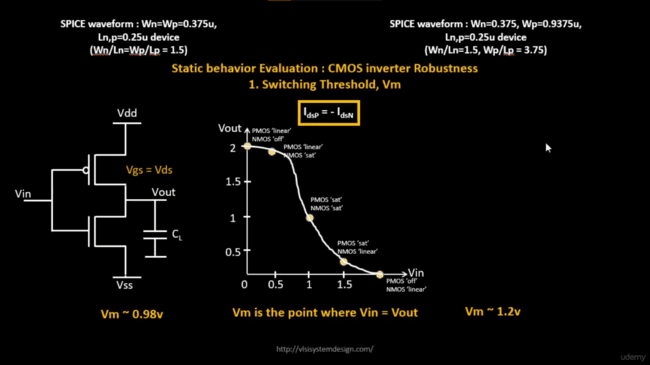 SPICE waveform : Wn=Wp=0.375u,
Ln,p=0.25u device
(Wn/Ln=Wp/Lp = 1.5)
SPICE waveform : Wn=0.375, Wp=0.9375u,
Ln,p=0.25u device
(Wn/Ln=1.5, Wp/Lp = 3.75)
Static behavior Evaluation : CMOS inverter Robustness
1. Switching Threshold, Vm
IdsP = - IdsN
Vdd
Vgs = Vds
Vin
Vout
CL
Vss
Vout
PMOS 'linear'
NMOS 'off'
2
PMOS 'linear'
NMOS 'sat'
1.5
PMOS 'sat'
NMOS 'sat'
1
PMOS 'sat'
NMOS 'linear'
0.5
Vin
PMOS 'off'
NMOS 'linear'
0 0.5 1 1.5
Vm ~ 0.98v
Vm is the point where Vin = Vout
Vm ~ 1.2v
http://vlsisystemdesign.com/
udemy